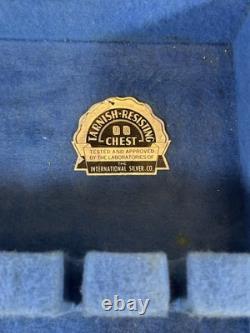 TARNISH-RESISTING
CHEST
TESTED AND APPROVED
BY THE LABORATORIES OF
THE
INTERNATIONAL SILVER CO.